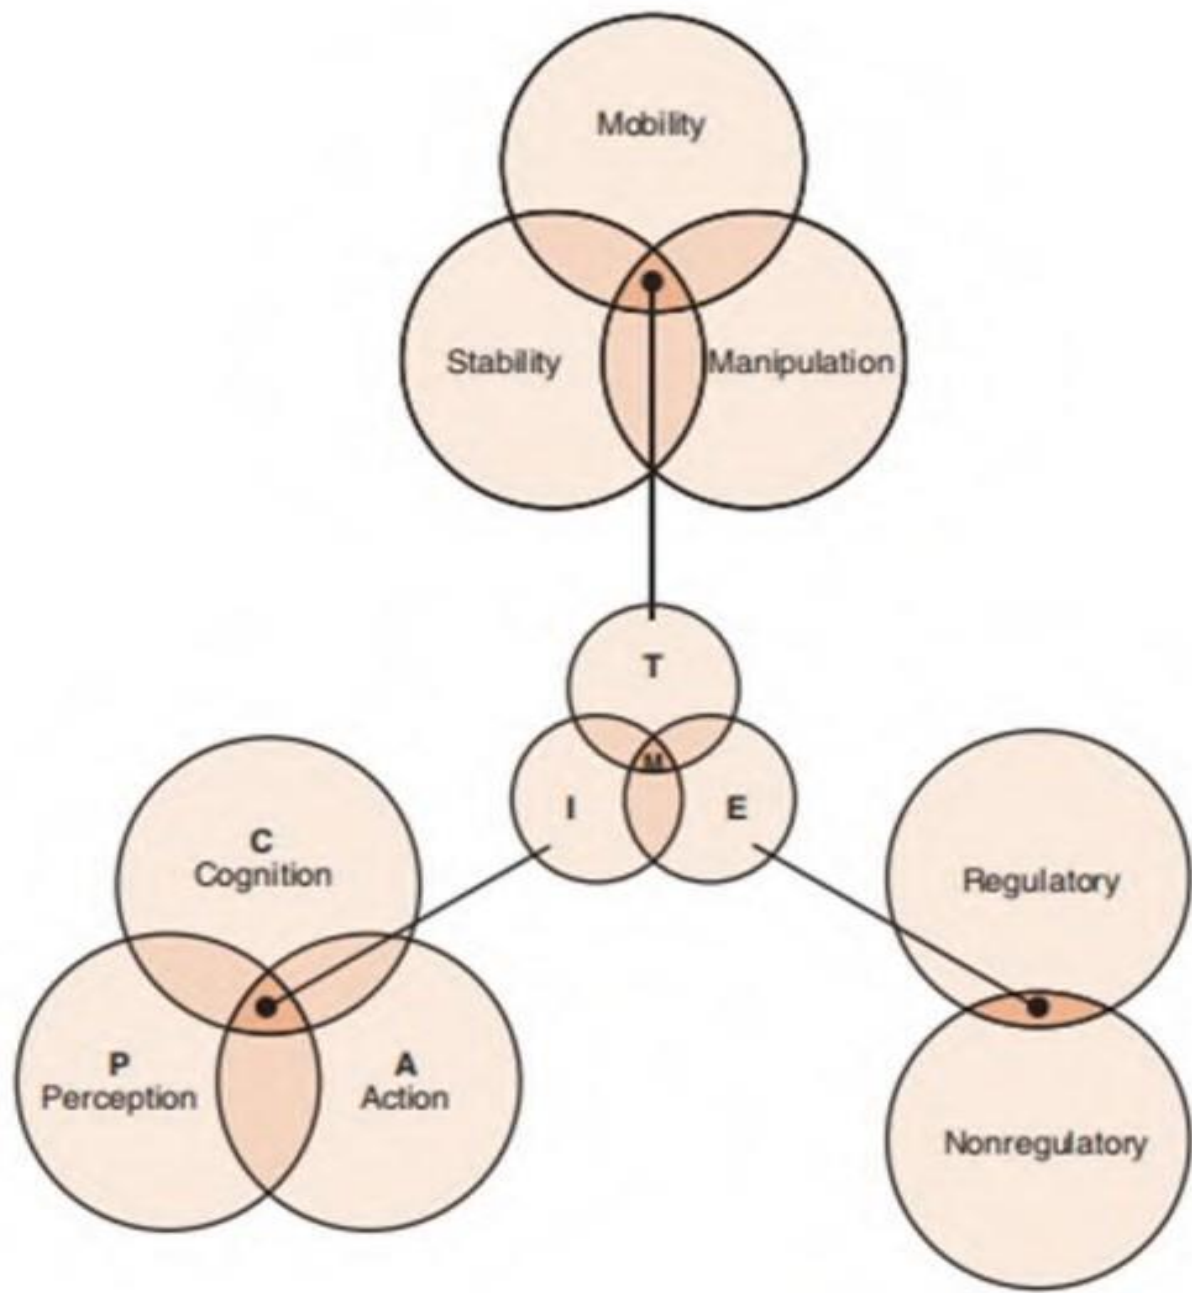 Mobility
Stability
Manipulation
T
M
I
E
C
Cognition
P
Perception
A
Action
Regulatory
Nonregulatory